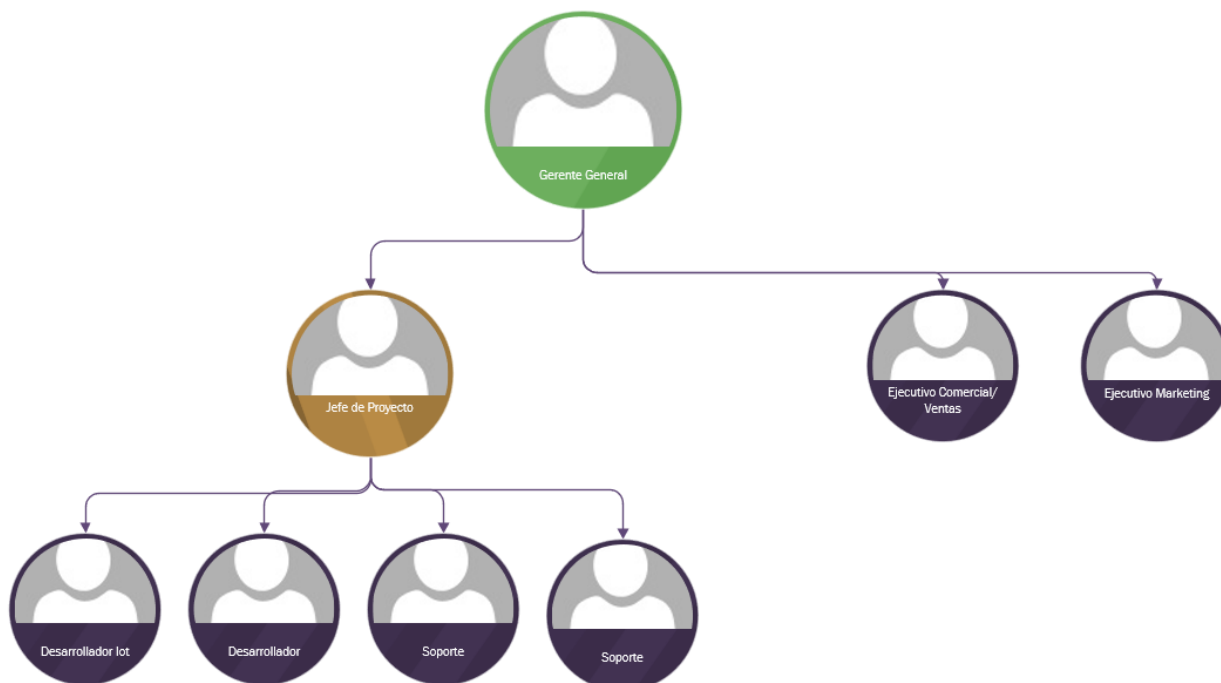 Gerente General
Jefe de Proyecto
Ejecutivo Comercial/
Ventas
Ejecutivo Marketing
Desarrollador Iot
Desarrollador
Soporte
Soporte